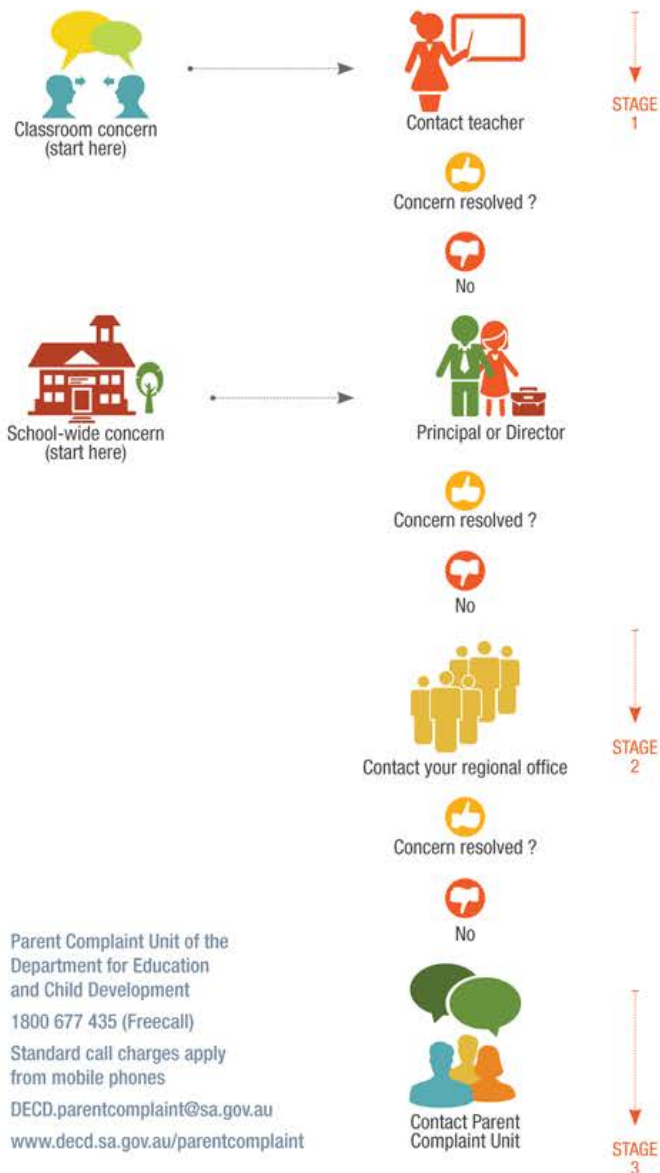 Classroom concern
(start here)
Contact teacher
STAGE
1
Concern resolved ?
No
School-wide concern
(start here)
Principal or Director
Concern resolved ?
No
Contact your regional office
STAGE
2
Concern resolved ?
No
Parent Complaint Unit of the
Department for Education
and Child Development
1800 677 435 (Freecall)
Standard call charges apply
from mobile phones
DECD.parentcomplaint@sa.gov.au
www.decd.sa.gov.au/parentcomplaint
Contact Parent
Complaint Unit
STAGE
3